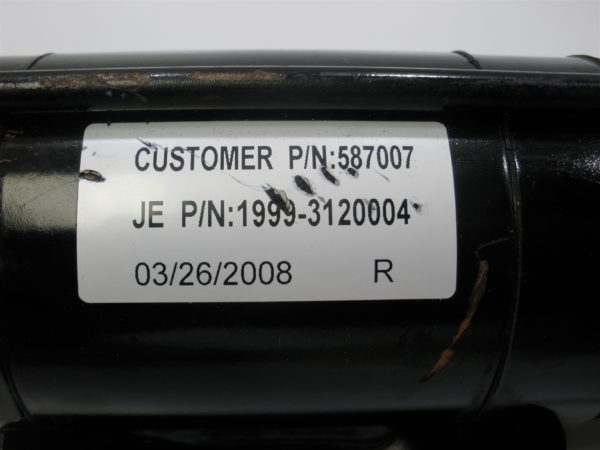 CUSTOMER P/N:587007
JE P/N:1999-3120004
03/26/2008 R